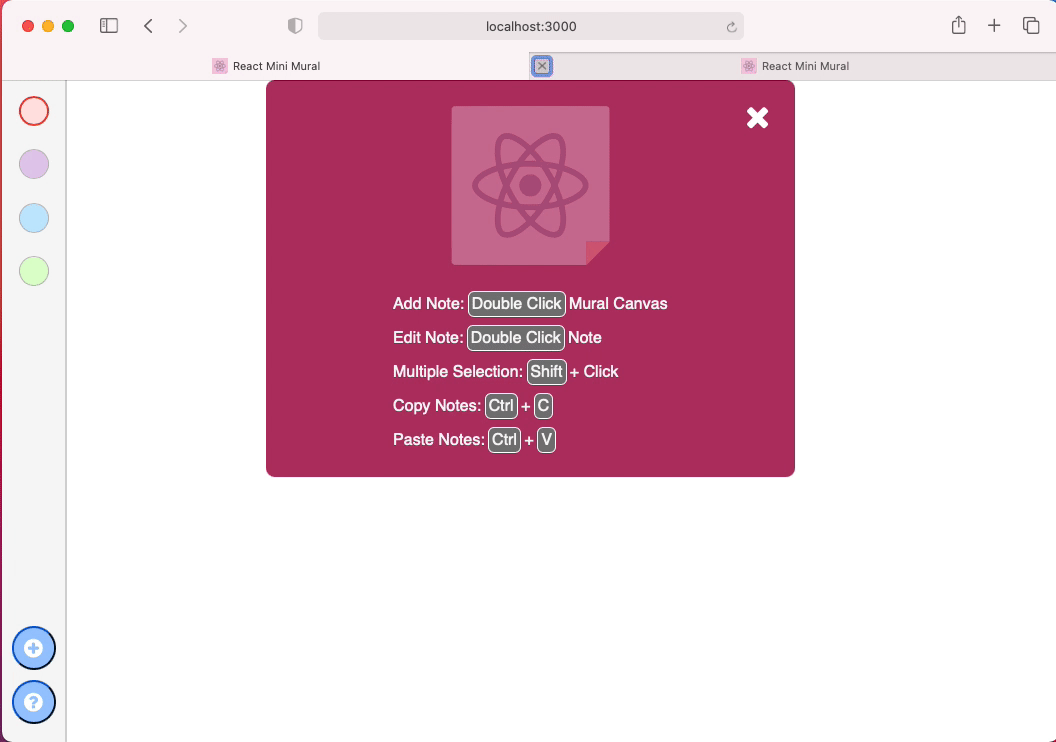 localhost:3000
React Mini Mural
React Mini Mural
Add Note: Double Click Mural Canvas
Edit Note: Double Click Note
Multiple Selection: Shift + Click
Copy Notes: Ctrl + C
Paste Notes: Ctrl + V
?